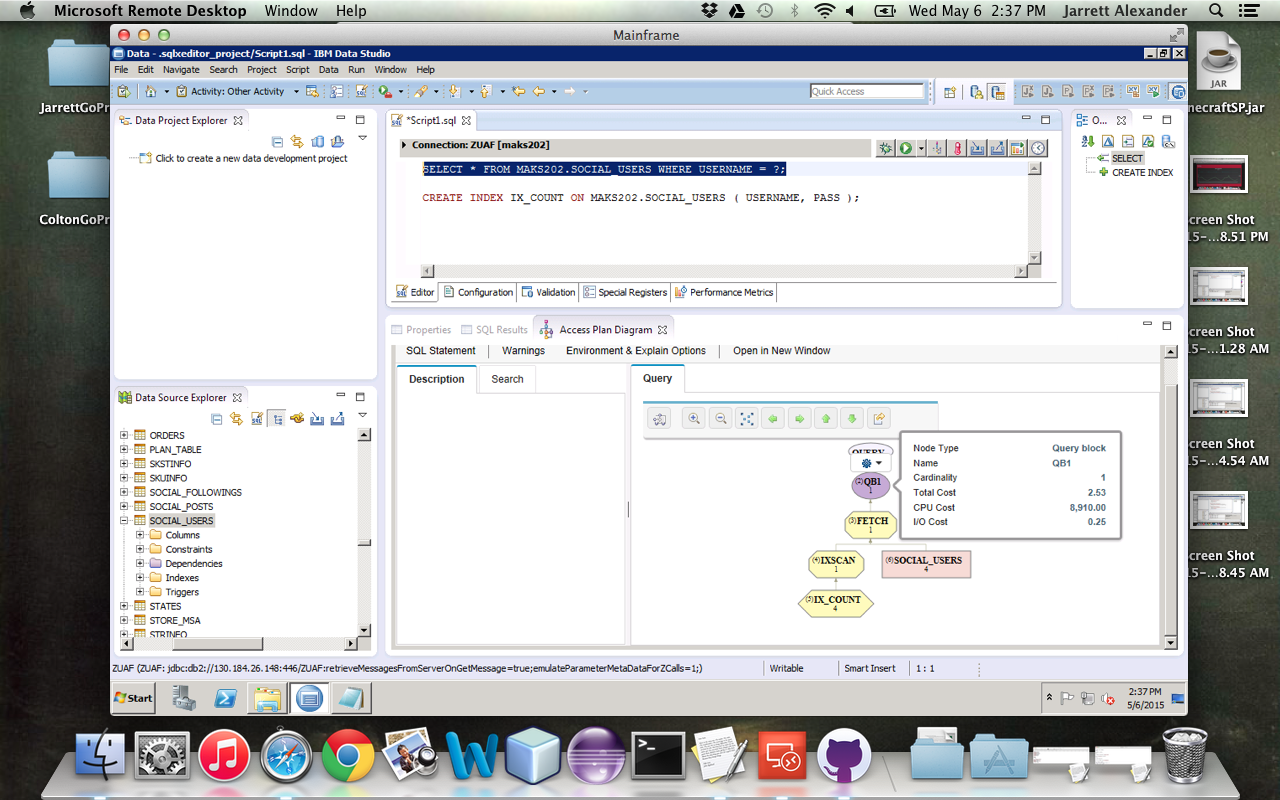 Microsoft Remote Desktop Window Help Wed May 6 2:37 PM Jarrett Alexander
Mainframe
Data - .sqlxeditor_project/Script1.sql - IBM Data Studio
File Edit Navigate Search Project Script Data Run Window Help
Activity: Other Activity
Quick Access
Data Project Explorer
Click to create a new data development project
*Script1.sql
Connection: ZUAF [maks202]
SELECT * FROM MAKS202.SOCIAL_USERS WHERE USERNAME = ?;
CREATE INDEX IX_COUNT ON MAKS202.SOCIAL_USERS ( USERNAME, PASS );
Editor Configuration Validation Special Registers Performance Metrics
O...
SELECT
CREATE INDEX
Data Source Explorer
ORDERS
PLAN_TABLE
SKSTINFO
SKUINFO
SOCIAL_FOLLOWINGS
SOCIAL_POSTS
SOCIAL_USERS
Columns
Constraints
Dependencies
Indexes
Triggers
STATES
STORE_MSA
STRINFO
Properties SQL Results Access Plan Diagram
SQL Statement Warnings Environment & Explain Options Open in New Window
Description Search
Query
QUERY
(2)QB1
1
(3)FETCH
1
(4)IXSCAN
1
(6)SOCIAL_USERS
4
(5)IX_COUNT
4
Node Type Query block
Name QB1
Cardinality 1
Total Cost 2.53
CPU Cost 8,910.00
I/O Cost 0.25
ZUAF (ZUAF: jdbc:db2://130.184.26.148:446/ZUAF:retrieveMessagesFromServerOnGetMessage=true;emulateParameterMetaDataForZCalls=1;) Writable Smart Insert 1 : 1
Start
2:37 PM
5/6/2015
JarrettGoPr
ColtonGoPr
JAR
necraftSP.jar
creen Shot
15-...8.51 PM
creen Shot
15-...1.28 AM
creen Shot
15-...4.54 AM
creen Shot
15-...8.45 AM